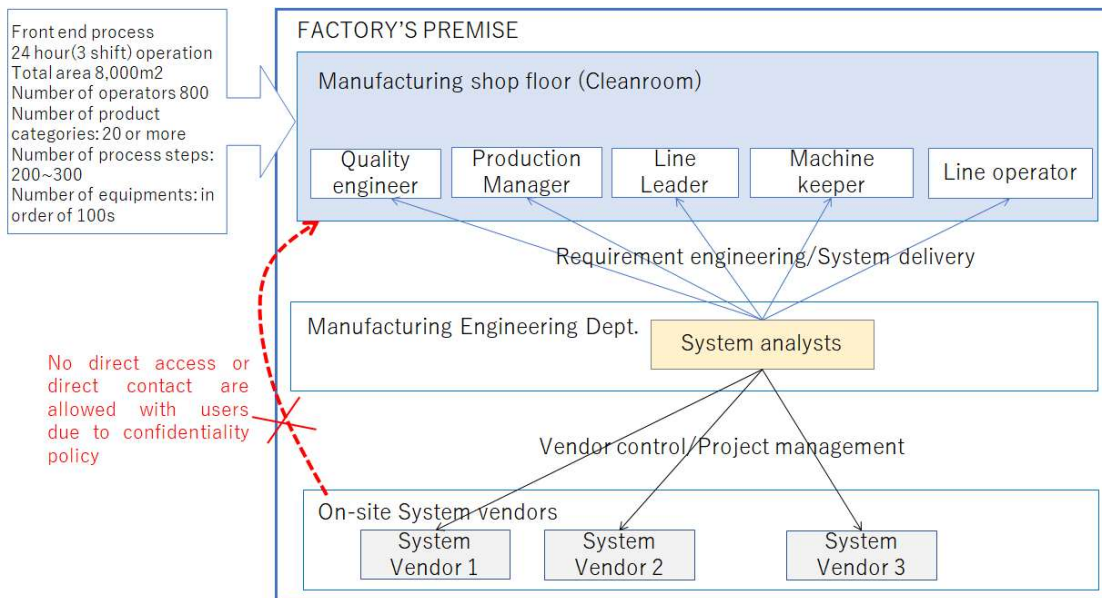 Front end process
24 hour(3 shift) operation
Total area 8,000m2
Number of operators 800
Number of product
categories: 20 or more
Number of process steps:
200~300
Number of equipments: in
order of 100s
FACTORY'S PREMISE
Manufacturing shop floor (Cleanroom)
Quality
engineer
Production
Manager
Line
Leader
Machine
keeper
Line operator
Requirement engineering/System delivery
Manufacturing Engineering Dept.
System analysts
No direct access or
direct contact are
allowed with users
due to confidentiality
policy
Vendor control/Project management
On-site System vendors
System
Vendor 1
System
Vendor 2
System
Vendor 3